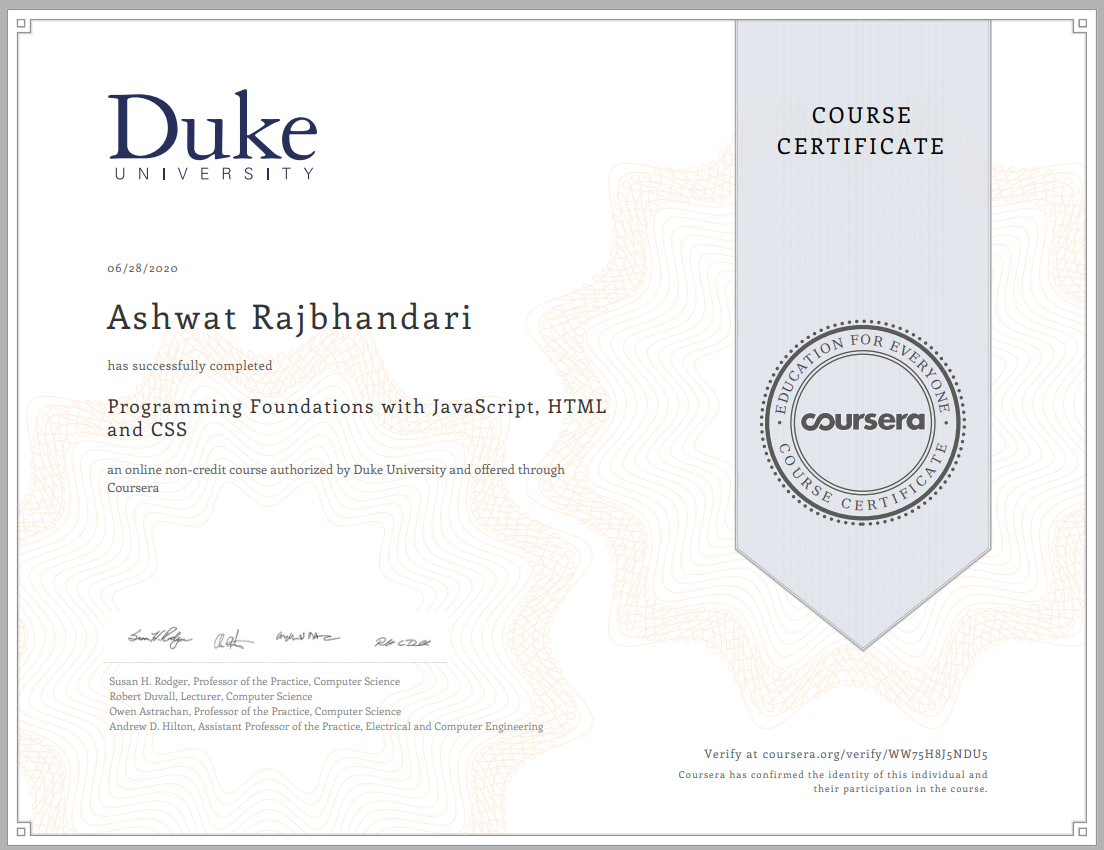 Duke
UNIVERSITY
COURSE
CERTIFICATE
06/28/2020
Ashwat Rajbhandari
has successfully completed
Programming Foundations with JavaScript, HTML
and CSS
an online non-credit course authorized by Duke University and offered through
Coursera
EDUCATION FOR EVERYONE
coursera
COURSE CERTIFICATE
Susan H. Rodger, Professor of the Practice, Computer Science
Robert Duvall, Lecturer, Computer Science
Owen Astrachan, Professor of the Practice, Computer Science
Andrew D. Hilton, Assistant Professor of the Practice, Electrical and Computer Engineering
Verify at coursera.org/verify/WW75H8J5NDU5
Coursera has confirmed the identity of this individual and
their participation in the course.